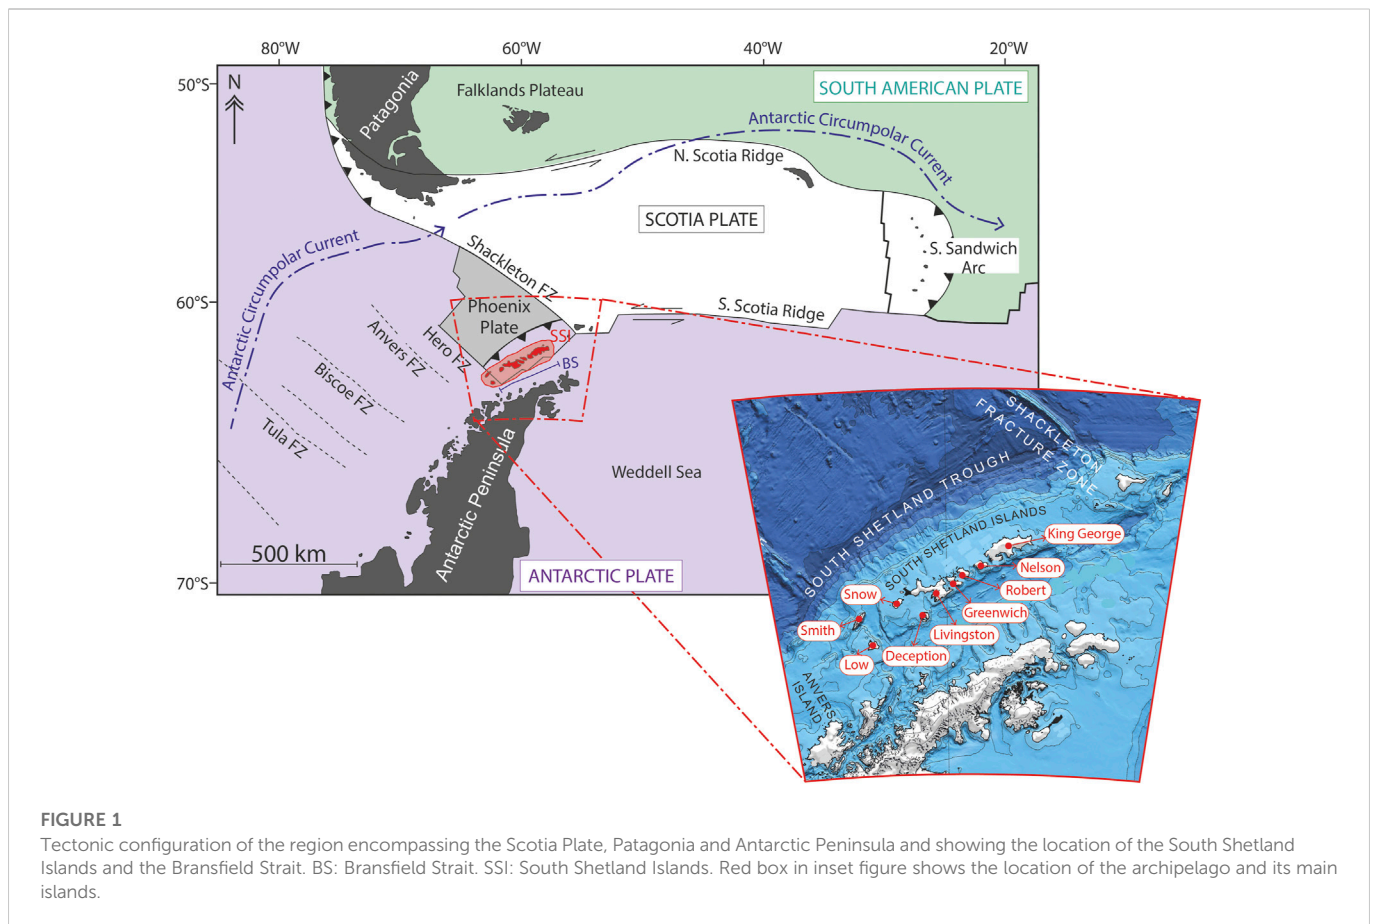 80°W
60°W
40°W
20°W
50°S
60°S
70°S
N
Patagonia
Falklands Plateau
SOUTH AMERICAN PLATE
Antarctic Circumpolar Current
N. Scotia Ridge
SCOTIA PLATE
S. Sandwich
Arc
Antarctic Circumpolar Current
Shackleton FZ
Phoenix
Plate
S. Scotia Ridge
Hero FZ
SSI
BS
Anvers FZ
Biscoe FZ
Tula FZ
Antarctic Peninsula
Weddell Sea
500 km
ANTARCTIC PLATE
SHACKLETON
FRACTURE ZONE
SOUTH SHETLAND TROUGH
SOUTH SHETLAND ISLANDS
King George
Nelson
Robert
Greenwich
Livingston
Deception
Snow
Smith
Low
ANVERS
ISLAND
FIGURE 1
Tectonic configuration of the region encompassing the Scotia Plate, Patagonia and Antarctic Peninsula and showing the location of the South Shetland
Islands and the Bransfield Strait. BS: Bransfield Strait. SSI: South Shetland Islands. Red box in inset figure shows the location of the archipelago and its main
islands.